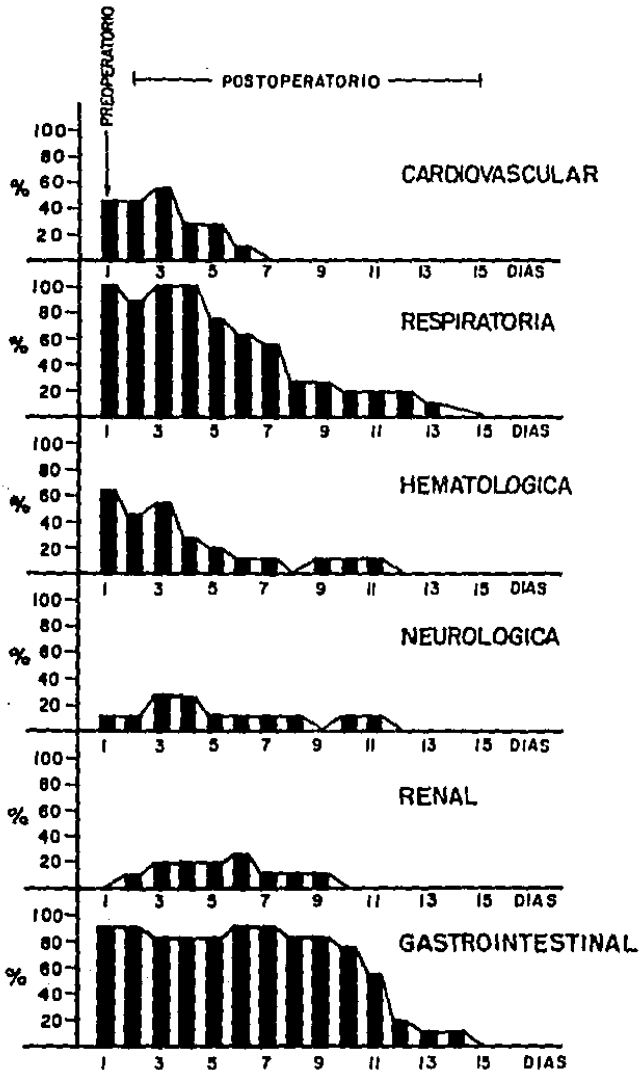 PREOPERATORIO
POSTOPERATORIO
CARDIOVASCULAR
%
100
80
60
40
20
1 3 5 7 9 11 13 15 DIAS
RESPIRATORIA
%
100
80
60
40
20
1 3 5 7 9 11 13 15 DIAS
HEMATOLOGICA
%
100
80
60
40
20
1 3 5 7 9 11 13 15 DIAS
NEUROLOGICA
%
100
80
60
40
20
1 3 5 7 9 11 13 15 DIAS
RENAL
%
100
80
60
40
20
1 3 5 7 9 11 13 15 DIAS
GASTROINTESTINAL
%
100
80
60
40
20
1 3 5 7 9 11 13 15 DIAS